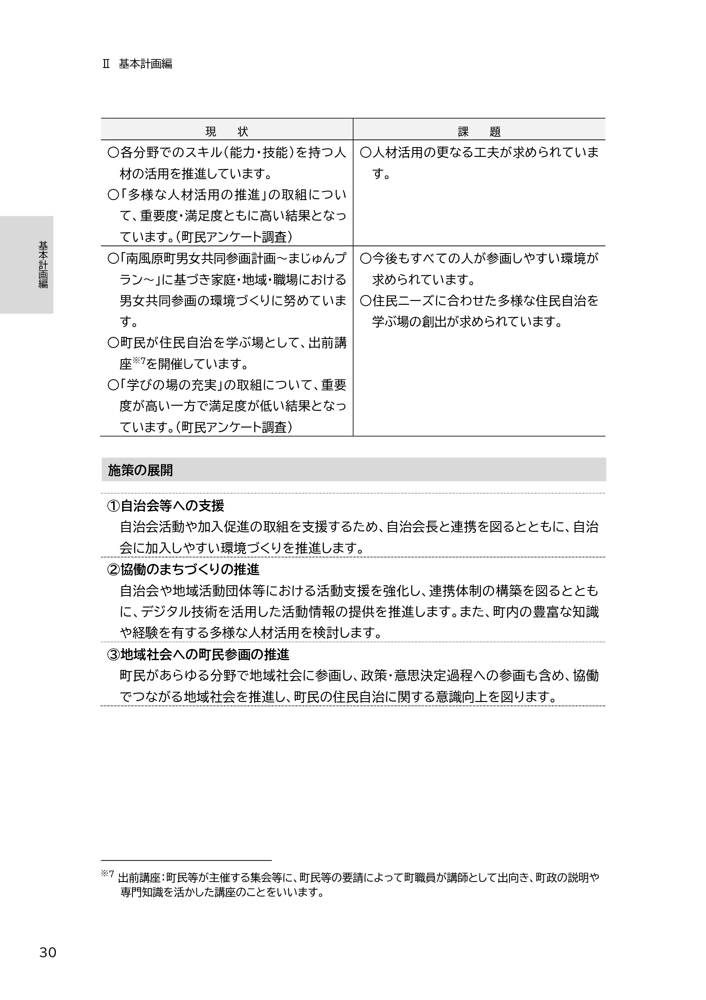 Ⅱ 基本計画編
現　　状
課　　題
〇各分野でのスキル(能力・技能)を持つ人
材の活用を推進しています。
〇「多様な人材活用の推進」の取組につい
て、重要度・満足度ともに高い結果となっ
ています。(町民アンケート調査)
〇人材活用の更なる工夫が求められていま
す。
〇「南風原町男女共同参画計画～まじゅんプ
ラン～」に基づき家庭・地域・職場における
男女共同参画の環境づくりに努めていま
す。
〇町民が住民自治を学ぶ場として、出前講
座※7を開催しています。
〇「学びの場の充実」の取組について、重要
度が高い一方で満足度が低い結果となっ
ています。(町民アンケート調査)
〇今後もすべての人が参画しやすい環境が
求められています。
〇住民ニーズに合わせた多様な住民自治を
学ぶ場の創出が求められています。
基本計画編
施策の展開
①自治会等への支援
自治会活動や加入促進の取組を支援するため、自治会長と連携を図るとともに、自治
会に加入しやすい環境づくりを推進します。
②協働のまちづくりの推進
自治会や地域活動団体等における活動支援を強化し、連携体制の構築を図るととも
に、デジタル技術を活用した活動情報の提供を推進します。また、町内の豊富な知識
や経験を有する多様な人材活用を検討します。
③地域社会への町民参画の推進
町民があらゆる分野で地域社会に参画し、政策・意思決定過程への参画も含め、協働
でつながる地域社会を推進し、町民の住民自治に関する意識向上を図ります。
※7 出前講座：町民等が主催する集会等に、町民等の要請によって町職員が講師として出向き、町政の説明や
専門知識を活かした講座のことをいいます。
30